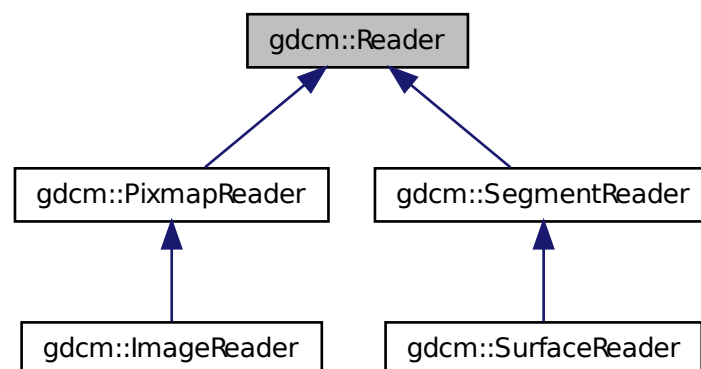 gdcm::Reader
gdcm::PixmapReader
gdcm::SegmentReader
gdcm::ImageReader
gdcm::SurfaceReader